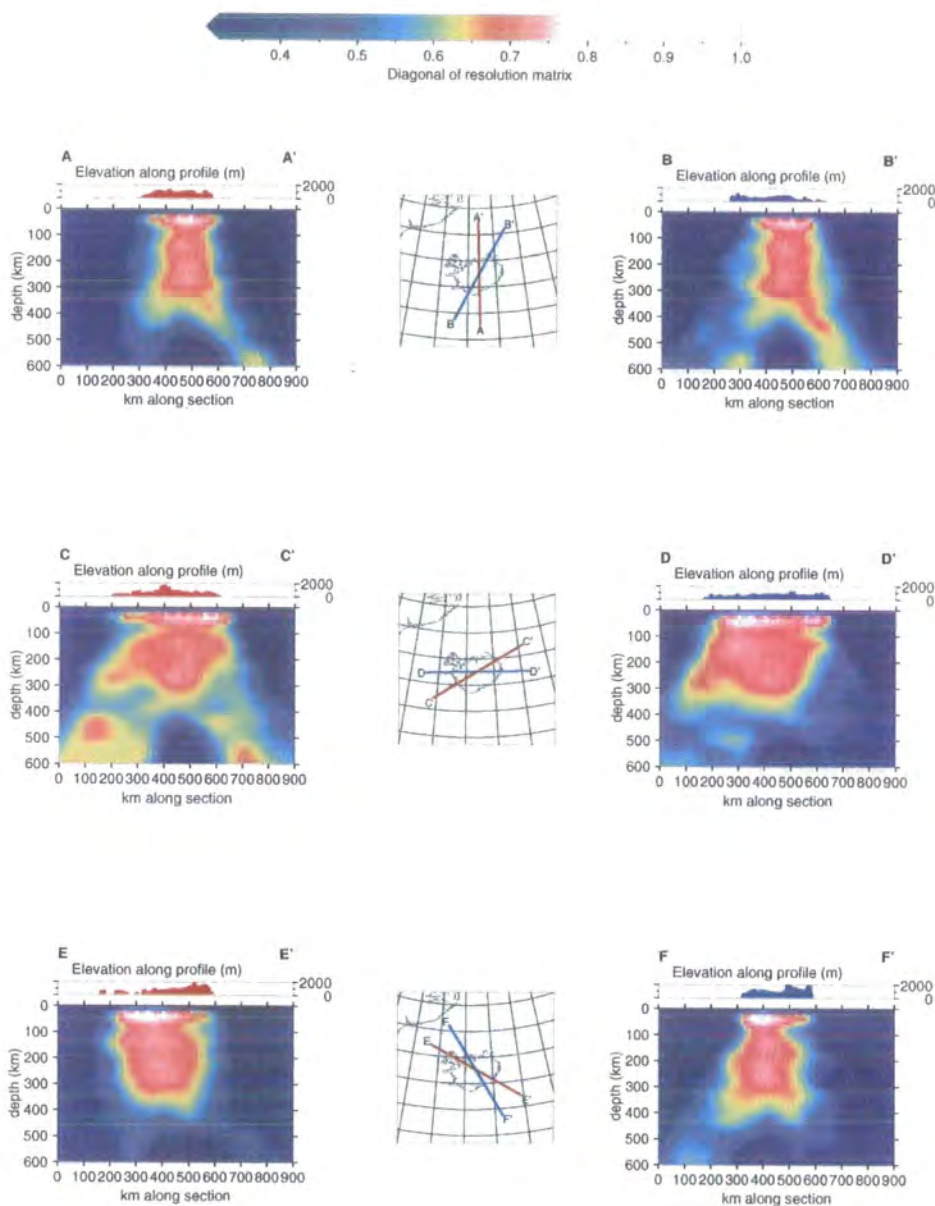 0.4 0.5 0.6 0.7 0.8 0.9 1.0
Diagonal of resolution matrix
A A'
Elevation along profile (m)
2000
0
0
100
200
300
400
500
600
depth (km)
0 100 200 300 400 500 600 700 800 900
km along section
A'
B'
B
A
B B'
Elevation along profile (m)
2000
0
0
100
200
300
400
500
600
depth (km)
0 100 200 300 400 500 600 700 800 900
km along section
C C'
Elevation along profile (m)
2000
0
0
100
200
300
400
500
600
depth (km)
0 100 200 300 400 500 600 700 800 900
km along section
C'
D
D'
C
D D'
Elevation along profile (m)
2000
0
0
100
200
300
400
500
600
depth (km)
0 100 200 300 400 500 600 700 800 900
km along section
E E'
Elevation along profile (m)
2000
0
0
100
200
300
400
500
600
depth (km)
0 100 200 300 400 500 600 700 800 900
km along section
F
E
E'
F'
F F'
Elevation along profile (m)
2000
0
0
100
200
300
400
500
600
depth (km)
0 100 200 300 400 500 600 700 800 900
km along section